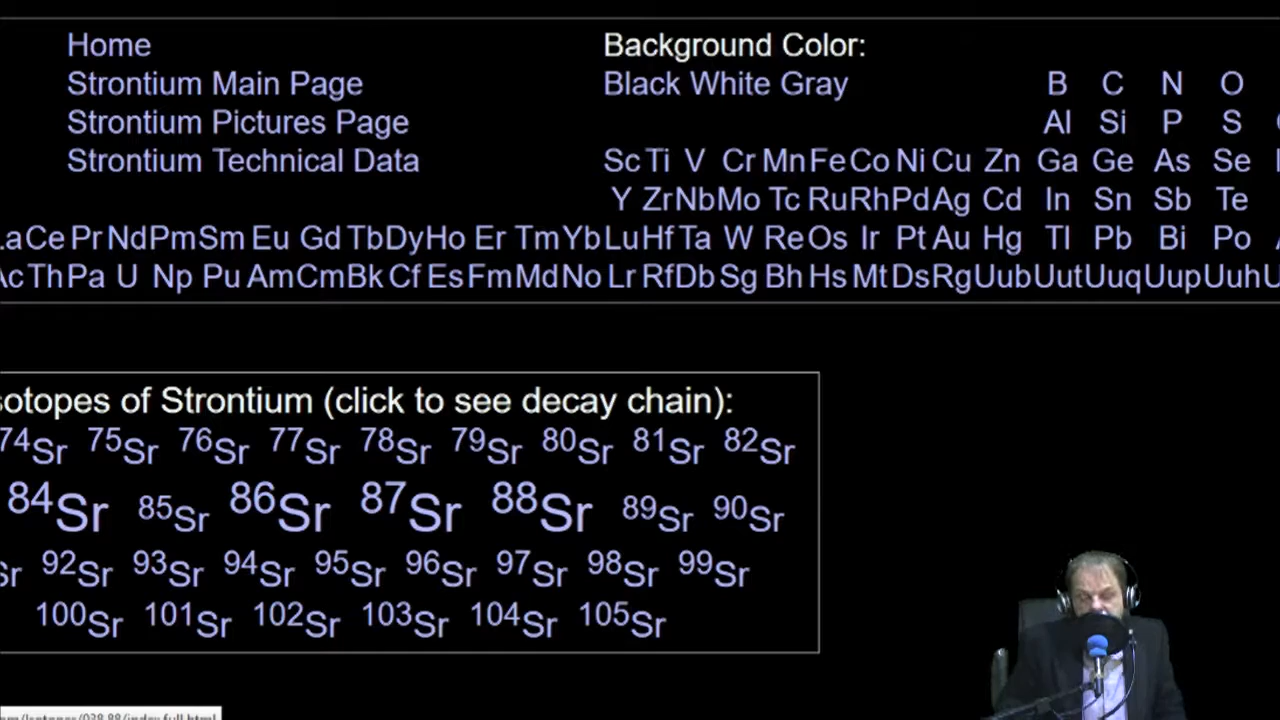 Home
Background Color:
Strontium Main Page
Black White Gray
B C N O
Strontium Pictures Page
Al Si P S
Strontium Technical Data
Sc Ti V Cr Mn Fe Co Ni Cu Zn Ga Ge As Se
Y Zr Nb Mo Tc Ru Rh Pd Ag Cd In Sn Sb Te
Ce Pr Nd Pm Sm Eu Gd Tb Dy Ho Er Tm Yb Lu Hf Ta W Re Os Ir Pt Au Hg Tl Pb Bi Po
Th Pa U Np Pu Am Cm Bk Cf Es Fm Md No Lr Rf Db Sg Bh Hs Mt Ds Rg Uub Uut Uuq Uup Uuh
sotopes of Strontium (click to see decay chain):
74Sr 75Sr 76Sr 77Sr 78Sr 79Sr 80Sr 81Sr 82Sr
84Sr 85Sr 86Sr 87Sr 88Sr 89Sr 90Sr
92Sr 93Sr 94Sr 95Sr 96Sr 97Sr 98Sr 99Sr
100Sr 101Sr 102Sr 103Sr 104Sr 105Sr